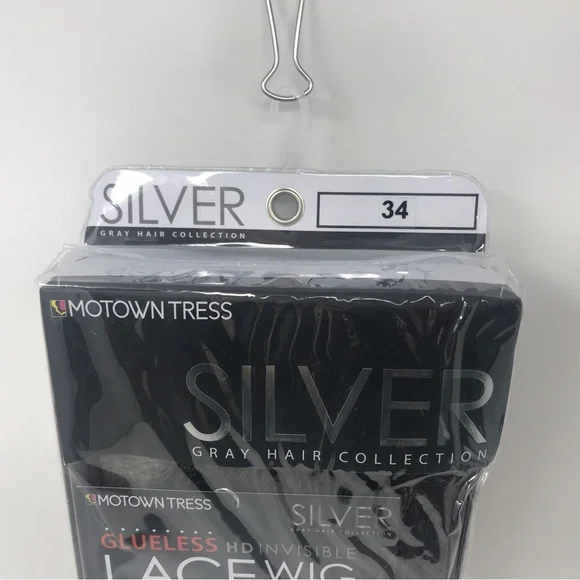 SILVER
GRAY HAIR COLLECTION
34
MOTOWN TRESS
SILVER
GRAY HAIR COLLECTION
MOTOWN TRESS
SILVER
GRAY HAIR COLLECTION
GLUELESS HD INVISIBLE
LACE WIG